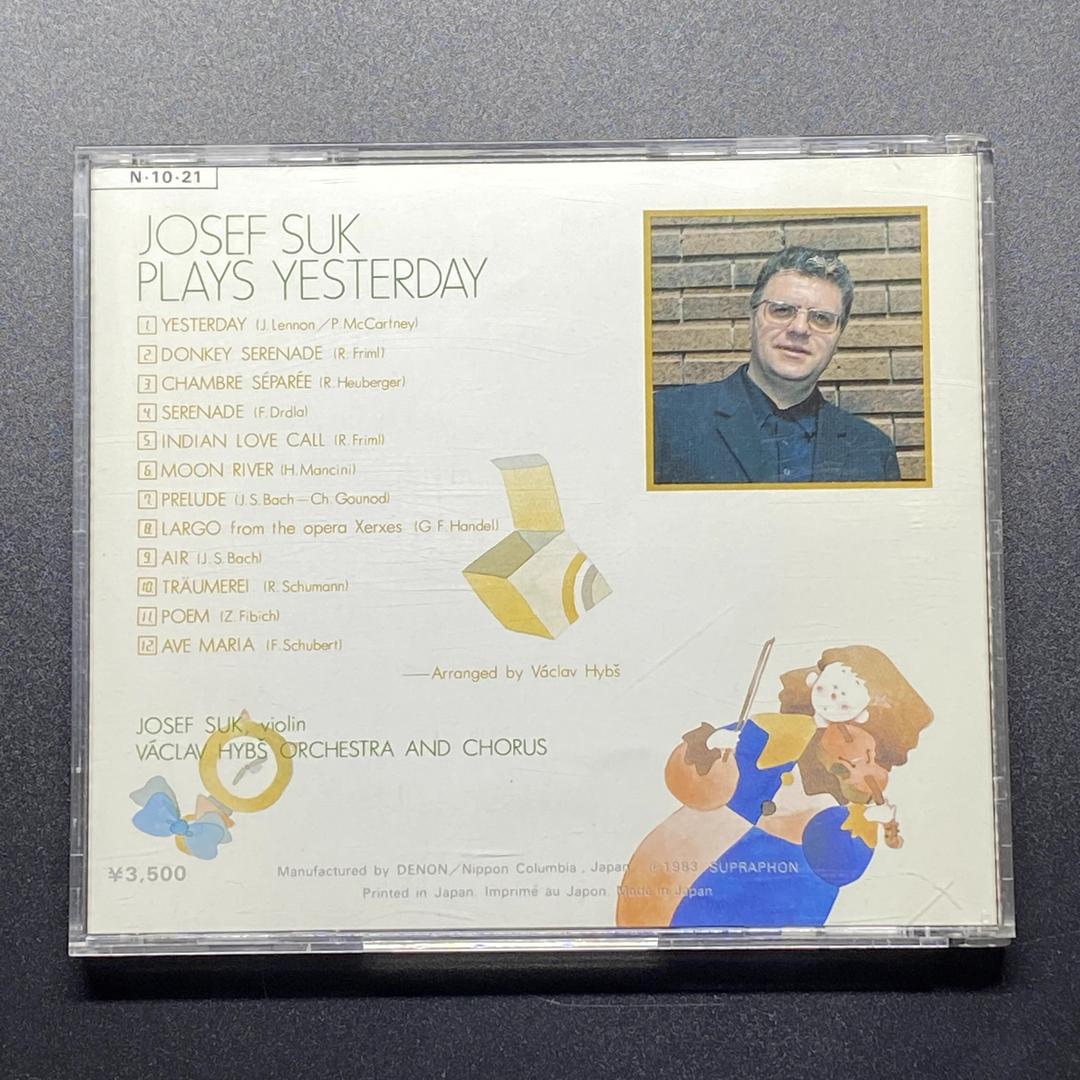 N·10·21
JOSEF SUK
PLAYS YESTERDAY
1. YESTERDAY (J. Lennon/P. McCartney)
2. DONKEY SERENADE (R. Friml)
3. CHAMBRE SÉPARÉE (R. Heuberger)
4. SERENADE (F. Drdla)
5. INDIAN LOVE CALL (R. Friml)
6. MOON RIVER (H. Mancini)
7. PRELUDE (J. S. Bach—Ch. Gounod)
8. LARGO from the opera Xerxes (G. F. Handel)
9. AIR (J. S. Bach)
10. TRÄUMEREI (R. Schumann)
11. POEM (Z. Fibich)
12. AVE MARIA (F. Schubert)
—Arranged by Václav Hybš
JOSEF SUK, violin
VÁCLAV HYBŠ ORCHESTRA AND CHORUS
¥3,500
Manufactured by DENON/Nippon Columbia, Japan. ℗1983 SUPRAPHON
Printed in Japan. Imprimé au Japon. Made in Japan